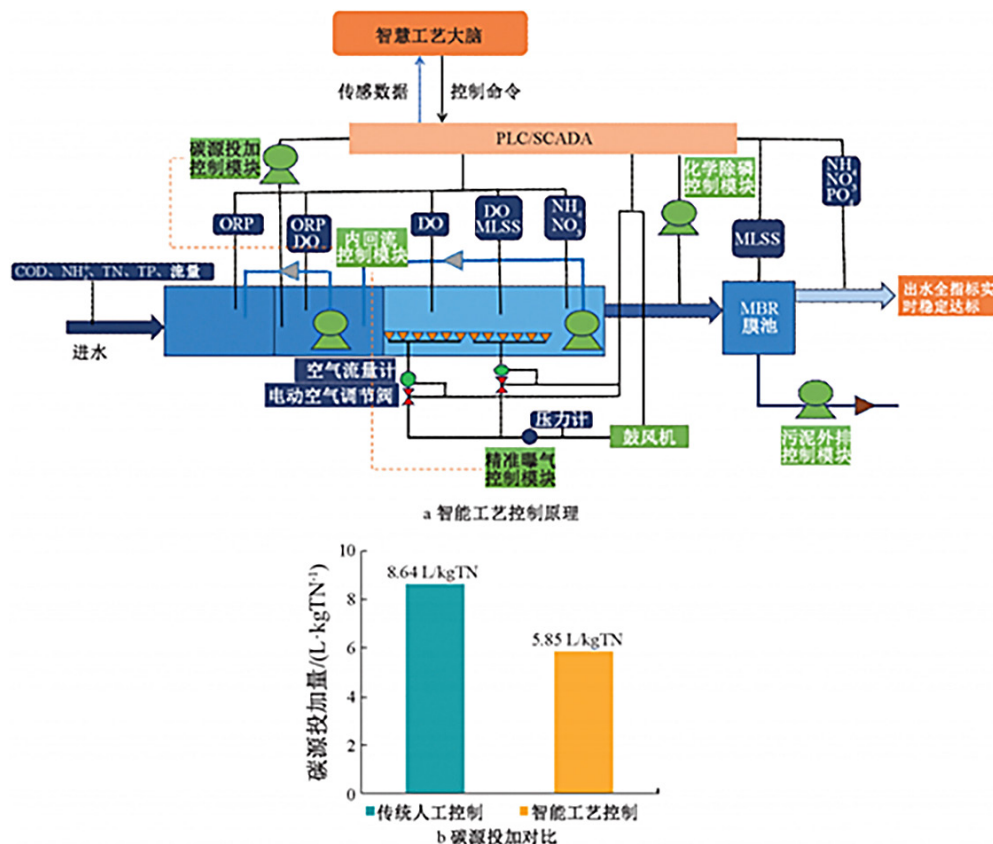 智慧工艺大脑
传感数据
控制命令
PLC/SCADA
碳源投加
控制模块
化学除磷
控制模块
NH₄
NO₃
PO₄
ORP
ORP
DO
DO
DO
MLSS
NH₄
NO₃
MLSS
内回流
控制模块
COD、NH₄⁺、TN、TP、流量
进水
MBR
膜池
出水全指标实
时稳定达标
空气流量计
电动空气调节阀
压力计
鼓风机
精准曝气
控制模块
污泥外排
控制模块
a 智能工艺控制原理
碳源投加量/(L·kgTN⁻¹)
10
8
6
4
2
0
8.64 L/kgTN
5.85 L/kgTN
传统人工控制
智能工艺控制
b 碳源投加对比